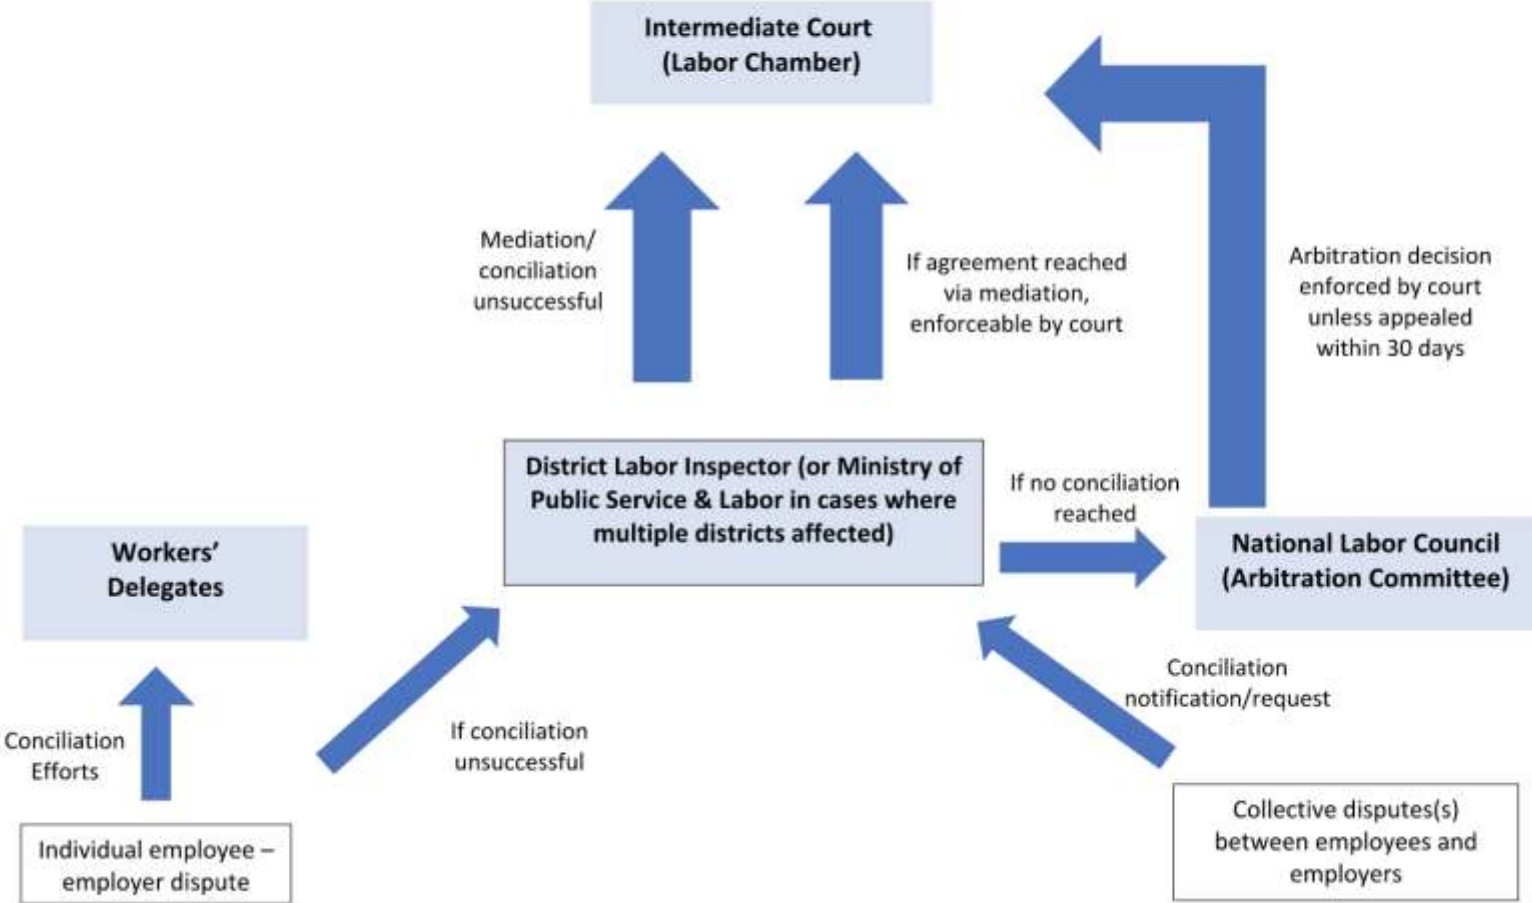 Intermediate Court
(Labor Chamber)
Mediation/
conciliation
unsuccessful
If agreement reached
via mediation,
enforceable by court
Arbitration decision
enforced by court
unless appealed
within 30 days
District Labor Inspector (or Ministry of
Public Service & Labor in cases where
multiple districts affected)
If no conciliation
reached
Workers’
Delegates
National Labor Council
(Arbitration Committee)
Conciliation
Efforts
If conciliation
unsuccessful
Conciliation
notification/request
Individual employee –
employer dispute
Collective disputes(s)
between employees and
employers